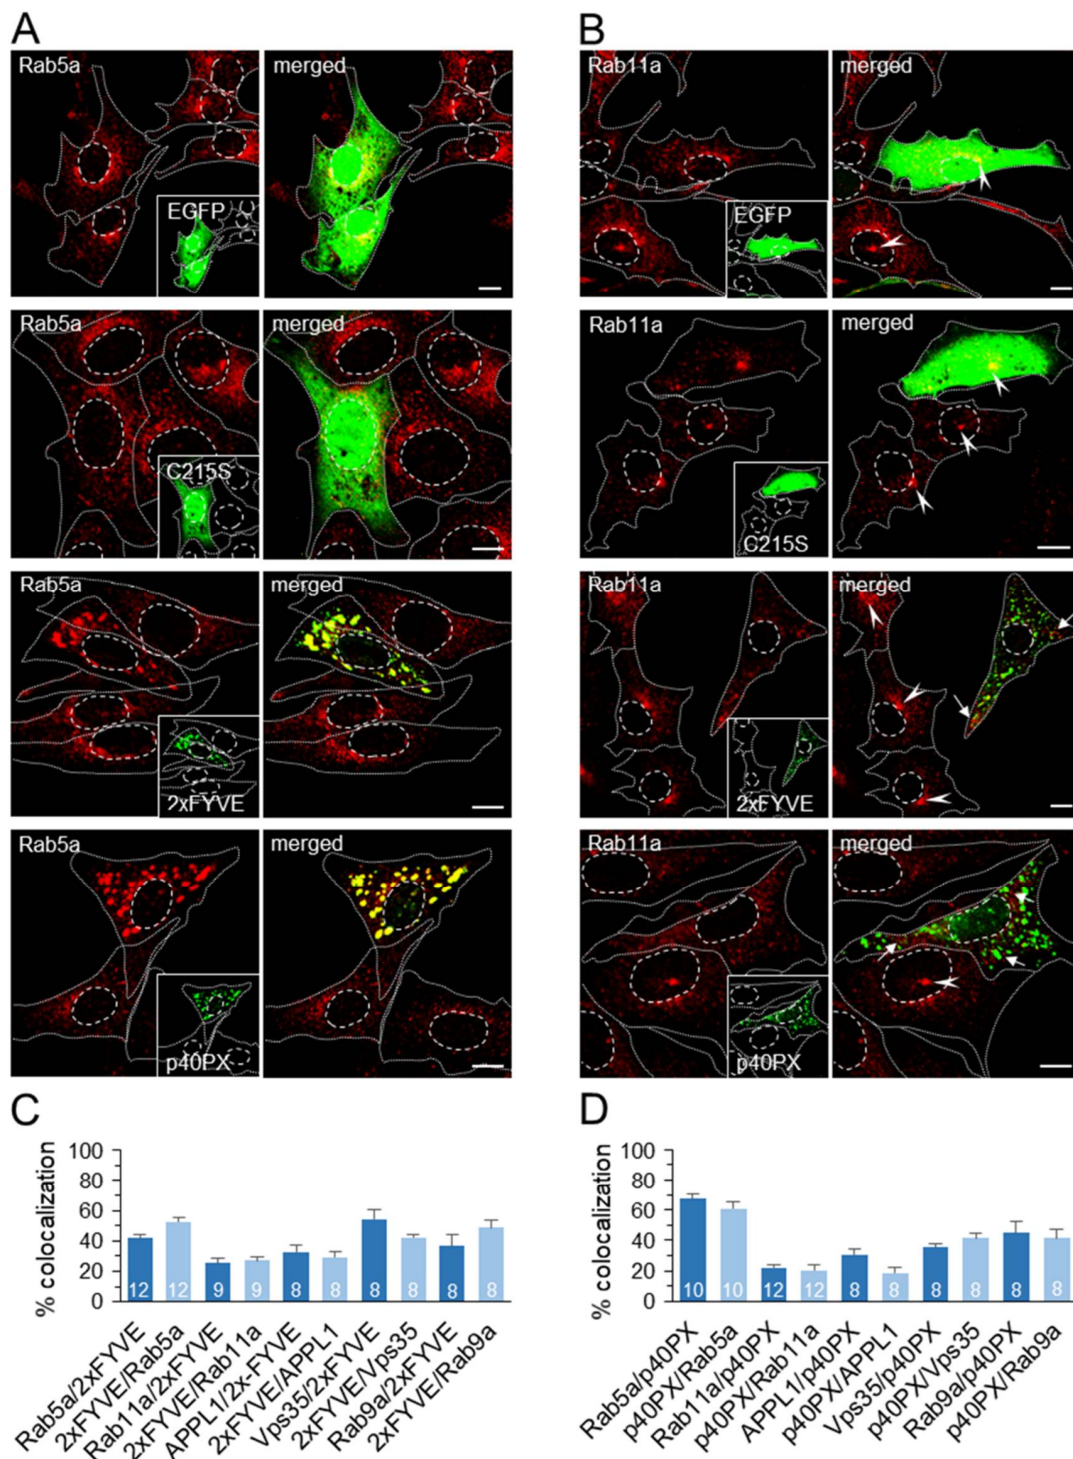 A
B
Rab5a
merged
EGFP
Rab11a
merged
EGFP
Rab5a
merged
C215S
Rab11a
merged
C215S
Rab5a
merged
2xFYVE
Rab11a
merged
2xFYVE
Rab5a
merged
p40PX
Rab11a
merged
p40PX
C
% colocalization
100
80
60
40
20
0
12
12
9
9
8
8
8
8
8
8
Rab5a/2xFYVE
2xFYVE/Rab5a
Rab11a/2xFYVE
2xFYVE/Rab11a
APPL1/2x-FYVE
2xFYVE/APPL1
Vps35/2xFYVE
2xFYVE/Vps35
Rab9a/2xFYVE
2xFYVE/Rab9a
D
% colocalization
100
80
60
40
20
0
10
10
12
12
8
8
8
8
8
8
Rab5a/p40PX
p40PX/Rab5a
Rab11a/p40PX
p40PX/Rab11a
APPL1/p40PX
p40PX/APPL1
Vps35/p40PX
p40PX/Vps35
Rab9a/p40PX
p40PX/Rab9a